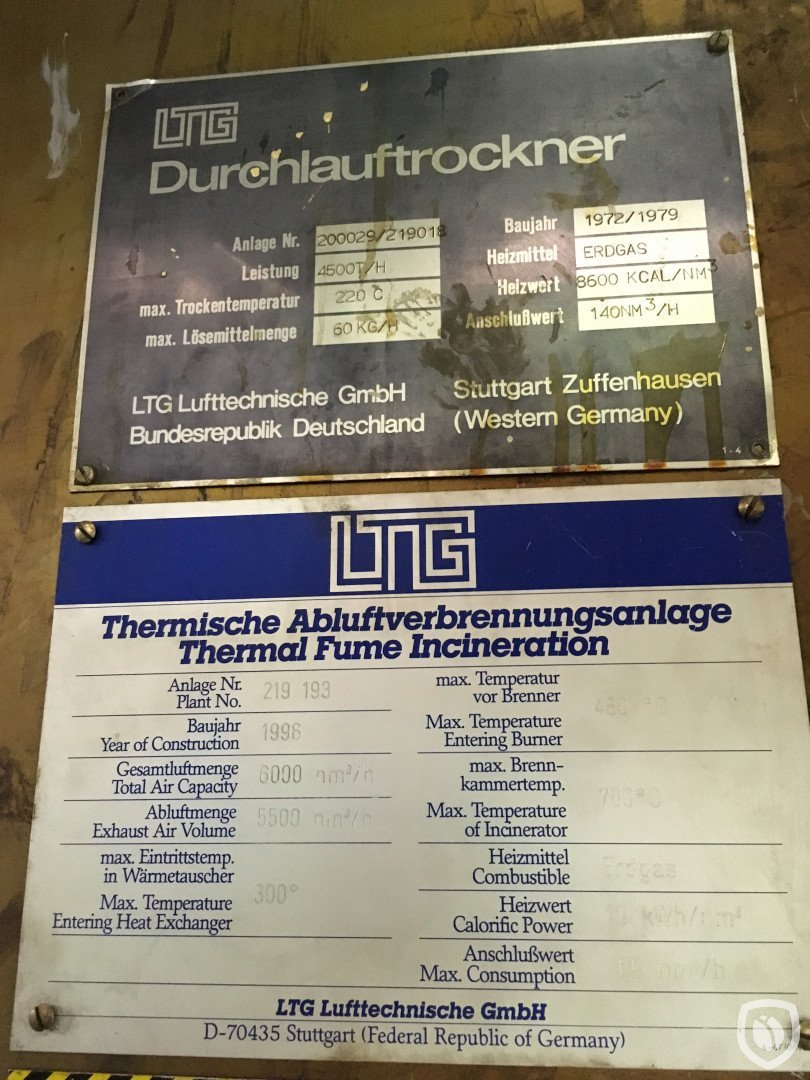 LTG
Durchlauftrockner
Anlage Nr. 200029/219018
Leistung 4500T/H
max. Trockentemperatur 220 C
max. Lösemittelmenge 60 KG/H
Baujahr 1972/1979
Heizmittel ERDGAS
Heizwert 8600 KCAL/NM³
Anschlußwert 140NM³/H
LTG Lufttechnische GmbH
Bundesrepublik Deutschland
Stuttgart Zuffenhausen
(Western Germany)
1-4
LTG
Thermische Abluftverbrennungsanlage
Thermal Fume Incineration
Anlage Nr.
Plant No. 219 193
Baujahr
Year of Construction
Gesamtluftmenge
Total Air Capacity 6000 nm³/h
Abluftmenge
Exhaust Air Volume 5500 nm³/h
max. Eintrittstemp.
in Wärmetauscher
Max. Temperature 300°
Entering Heat Exchanger
max. Temperatur
vor Brenner
Max. Temperature
Entering Burner
max. Brenn-
kammertemp.
Max. Temperature
of Incinerator
Heizmittel
Combustible Erdgas
Heizwert
Calorific Power kWh/nm³
Anschlußwert
Max. Consumption nm³/h
LTG Lufttechnische GmbH
D-70435 Stuttgart (Federal Republic of Germany)